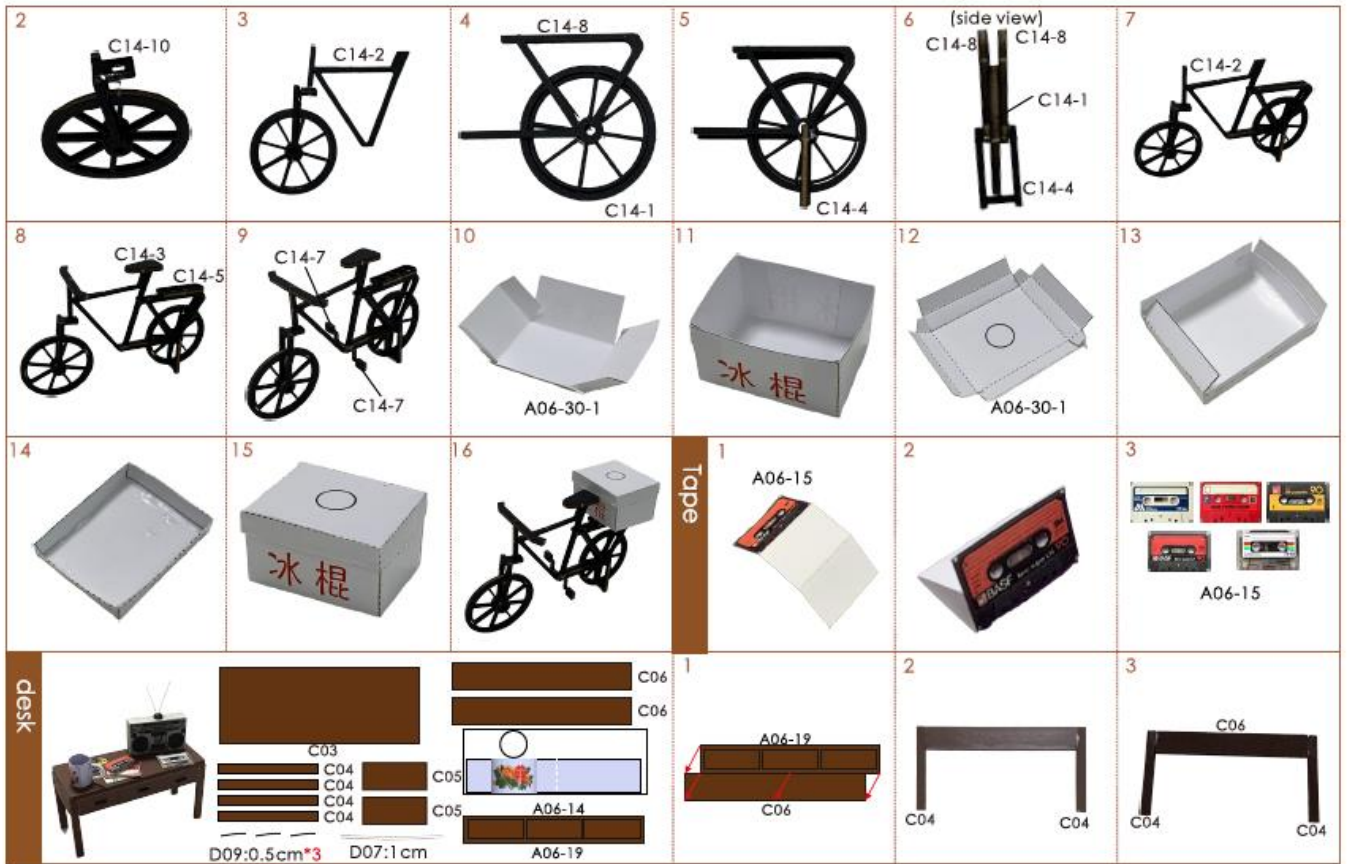 2
C14-10
3
C14-2
4
C14-8
C14-1
5
C14-4
6
(side view)
C14-8 C14-8
C14-1
C14-4
7
C14-2
8
C14-3
C14-5
9
C14-7
C14-7
10
A06-30-1
11
冰棍
12
A06-30-1
13
14
15
冰棍
16
Tape
1
A06-15
2
BASF
90
3
90
BASF
A06-15
desk
C03
C04
C04
C04
C04
D09:0.5cm*3
C05
C05
D07:1cm
C06
C06
A06-14
A06-19
1
A06-19
C06
2
C04 C04
3
C06
C04 C04